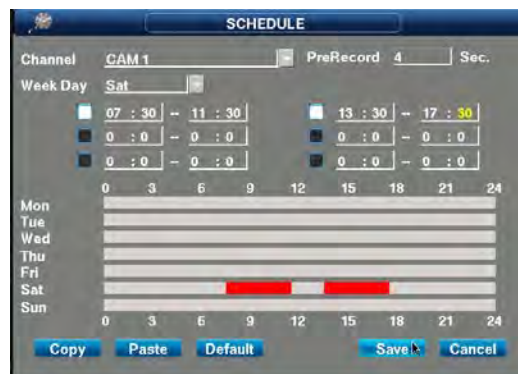 SCHEDULE
Channel CAM 1 PreRecord 4 Sec.
Week Day Sat
07 : 30 -- 11 : 30 13 : 30 -- 17 : 30
0 : 0 -- 0 : 0 0 : 0 -- 0 : 0
0 : 0 -- 0 : 0 0 : 0 -- 0 : 0
0 3 6 9 12 15 18 21 24
Mon
Tue
Wed
Thu
Fri
Sat
Sun
0 3 6 9 12 15 18 21 24
Copy Paste Default Save Cancel